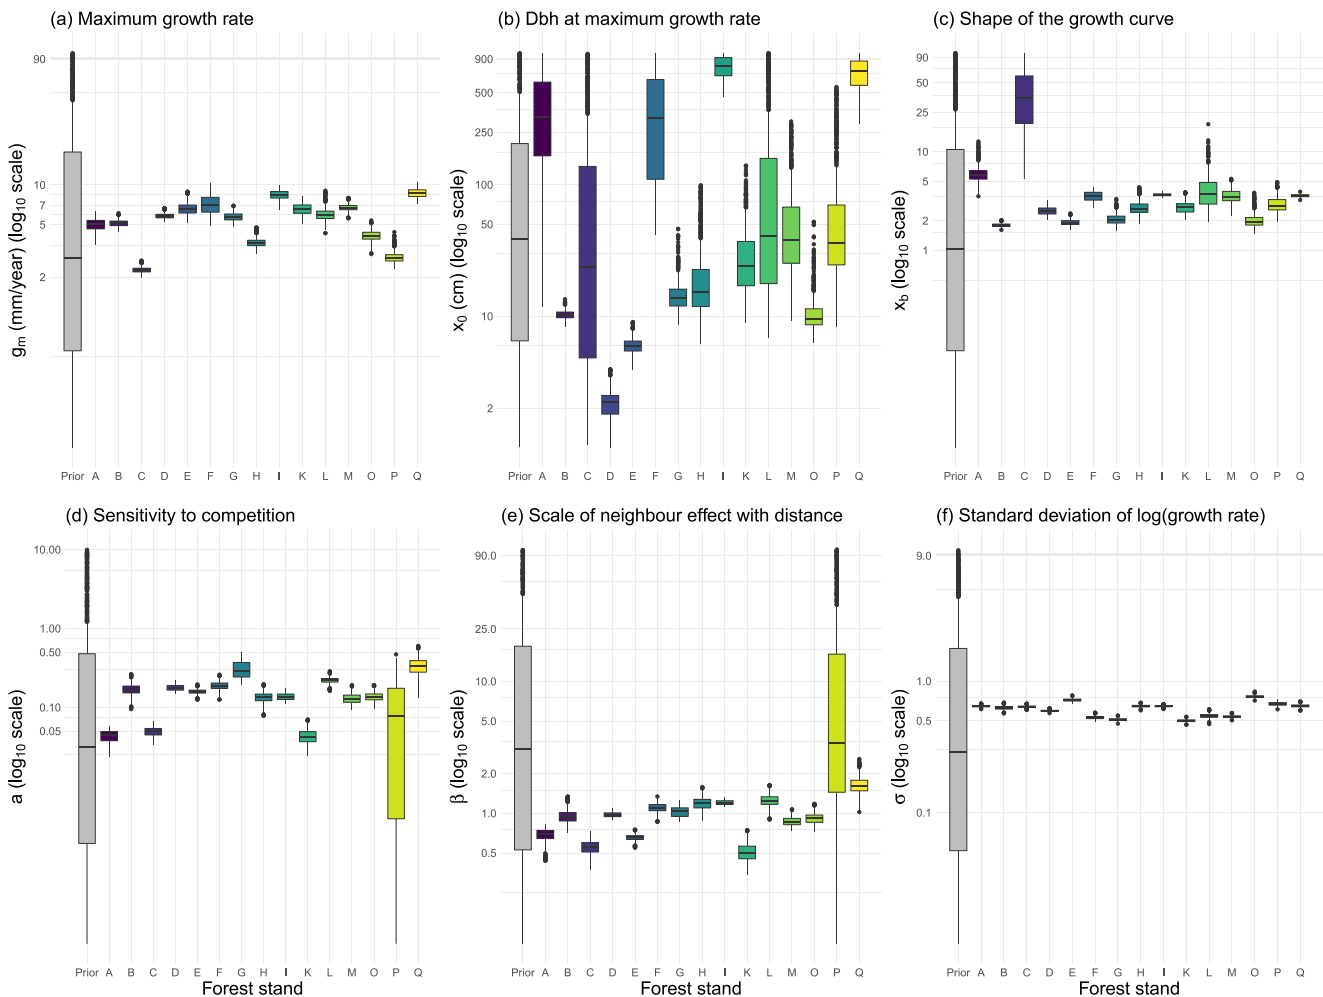 (a) Maximum growth rate
(b) Dbh at maximum growth rate
(c) Shape of the growth curve
gm (mm/year) (log10 scale)
90
10
7
5
2
Prior A B C D E F G H I K L M O P Q
x0 (cm) (log10 scale)
900
500
250
100
50
10
2
Prior A B C D E F G H I K L M O P Q
xb (log10 scale)
90
50
25
10
5
2
1
Prior A B C D E F G H I K L M O P Q
(d) Sensitivity to competition
(e) Scale of neighbour effect with distance
(f) Standard deviation of log(growth rate)
a (log10 scale)
10.00
1.00
0.50
0.10
0.05
Prior A B C D E F G H I K L M O P Q
Forest stand
β (log10 scale)
90.0
25.0
10.0
5.0
2.0
1.0
0.5
Prior A B C D E F G H I K L M O P Q
Forest stand
σ (log10 scale)
9.0
1.0
0.5
0.1
Prior A B C D E F G H I K L M O P Q
Forest stand